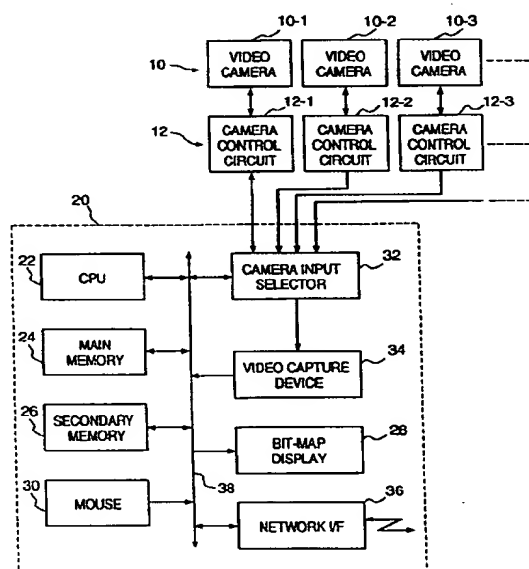 10-1
10-2
10-3
10
VIDEO
CAMERA
VIDEO
CAMERA
VIDEO
CAMERA
12-1
12-2
12-3
12
CAMERA
CONTROL
CIRCUIT
CAMERA
CONTROL
CIRCUIT
CAMERA
CONTROL
CIRCUIT
20
22
CPU
CAMERA INPUT
SELECTOR
32
24
MAIN
MEMORY
VIDEO CAPTURE
DEVICE
34
26
SECONDARY
MEMORY
BIT-MAP
DISPLAY
28
30
MOUSE
38
NETWORK I/F
36